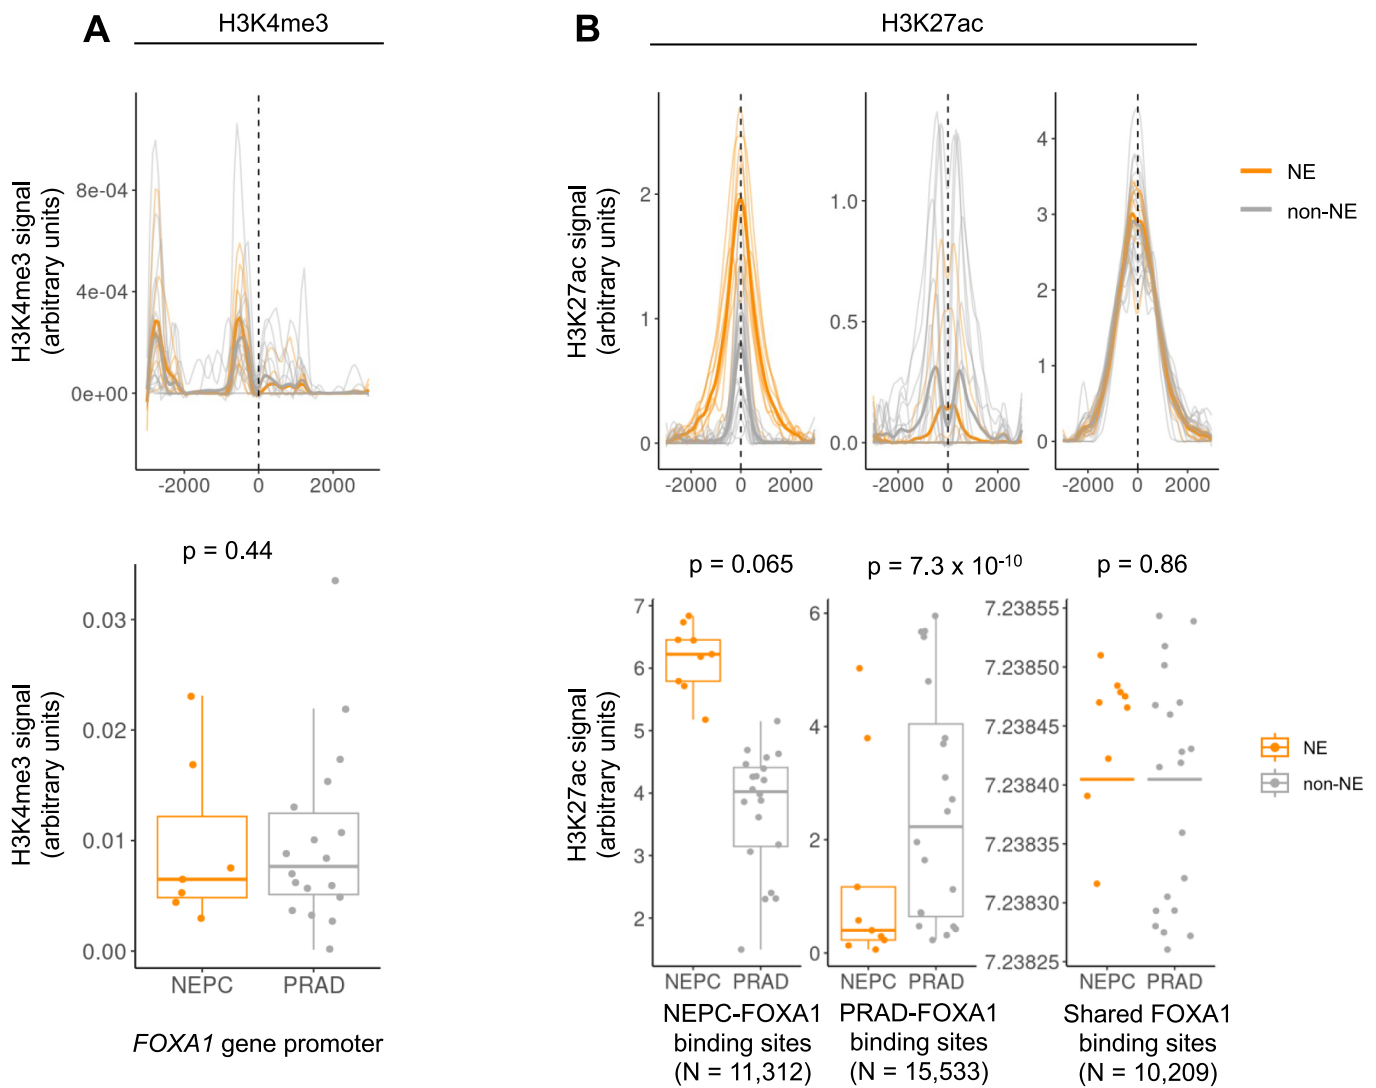 A
H3K4me3
H3K4me3 signal
(arbitrary units)
8e-04
4e-04
0e+00
-2000
0
2000
p = 0.44
H3K4me3 signal
(arbitrary units)
0.03
0.02
0.01
0.00
NEPC
PRAD
FOXA1 gene promoter
B
H3K27ac
H3K27ac signal
(arbitrary units)
2
1
0
-2000
0
2000
1.0
0.5
0.0
-2000
0
2000
4
3
2
1
0
-2000
0
2000
NE
non-NE
p = 0.065
p = 7.3 x 10⁻¹⁰
p = 0.86
H3K27ac signal
(arbitrary units)
7
6
5
4
3
2
NEPC
PRAD
NEPC-FOXA1
binding sites
(N = 11,312)
6
4
2
0
NEPC
PRAD
PRAD-FOXA1
binding sites
(N = 15,533)
7.23855
7.23850
7.23845
7.23840
7.23835
7.23830
7.23825
NEPC
PRAD
Shared FOXA1
binding sites
(N = 10,209)
NE
non-NE